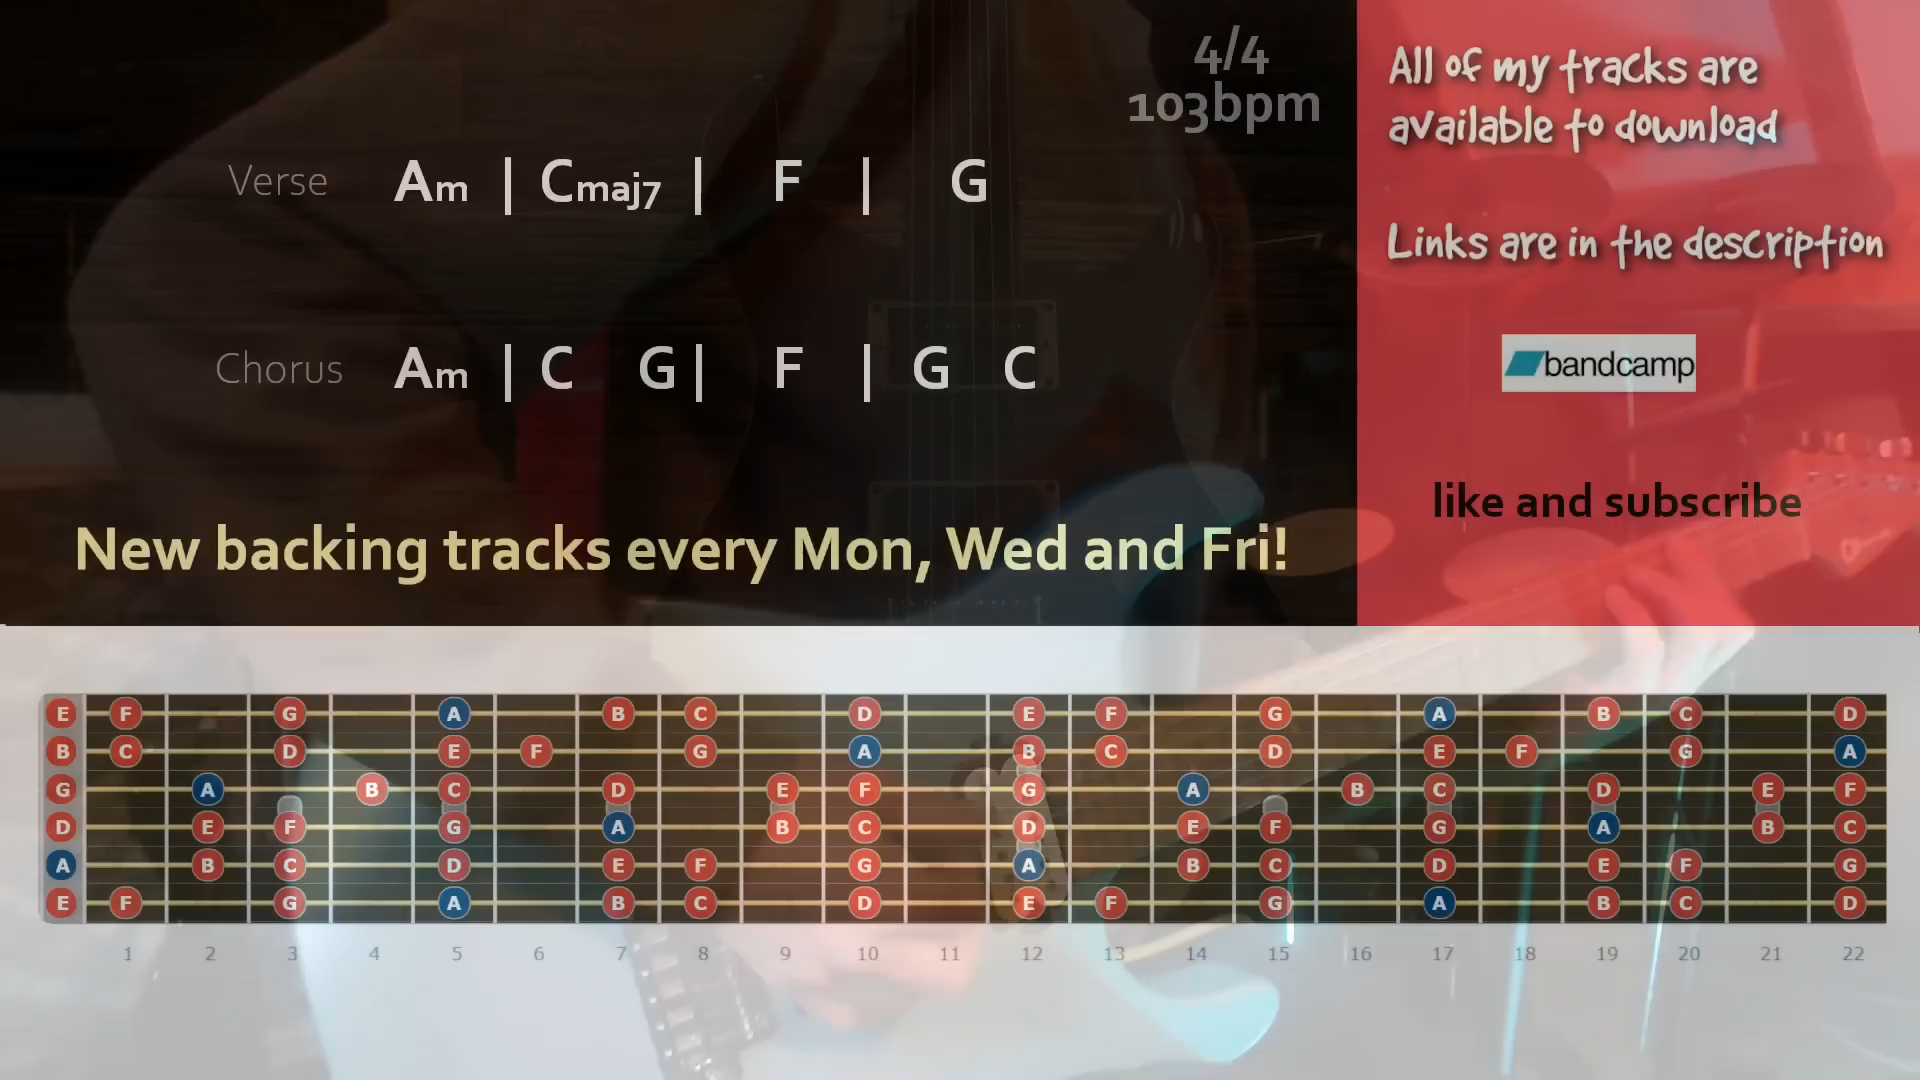 4/4
103bpm
Verse Am | Cmaj7 | F | G
Chorus Am | C G | F | G C
New backing tracks every Mon, Wed and Fri!
All of my tracks are
available to download
Links are in the description
bandcamp
like and subscribe
E F G A B C D E F G A B C D
B C D E F G A B C D E F G A
G A B C D E F G A B C D E F
D E F G A B C D E F G A B C
A B C D E F G A B C D E F G
E F G A B C D E F G A B C D
1 2 3 4 5 6 7 8 9 10 11 12 13 14 15 16 17 18 19 20 21 22